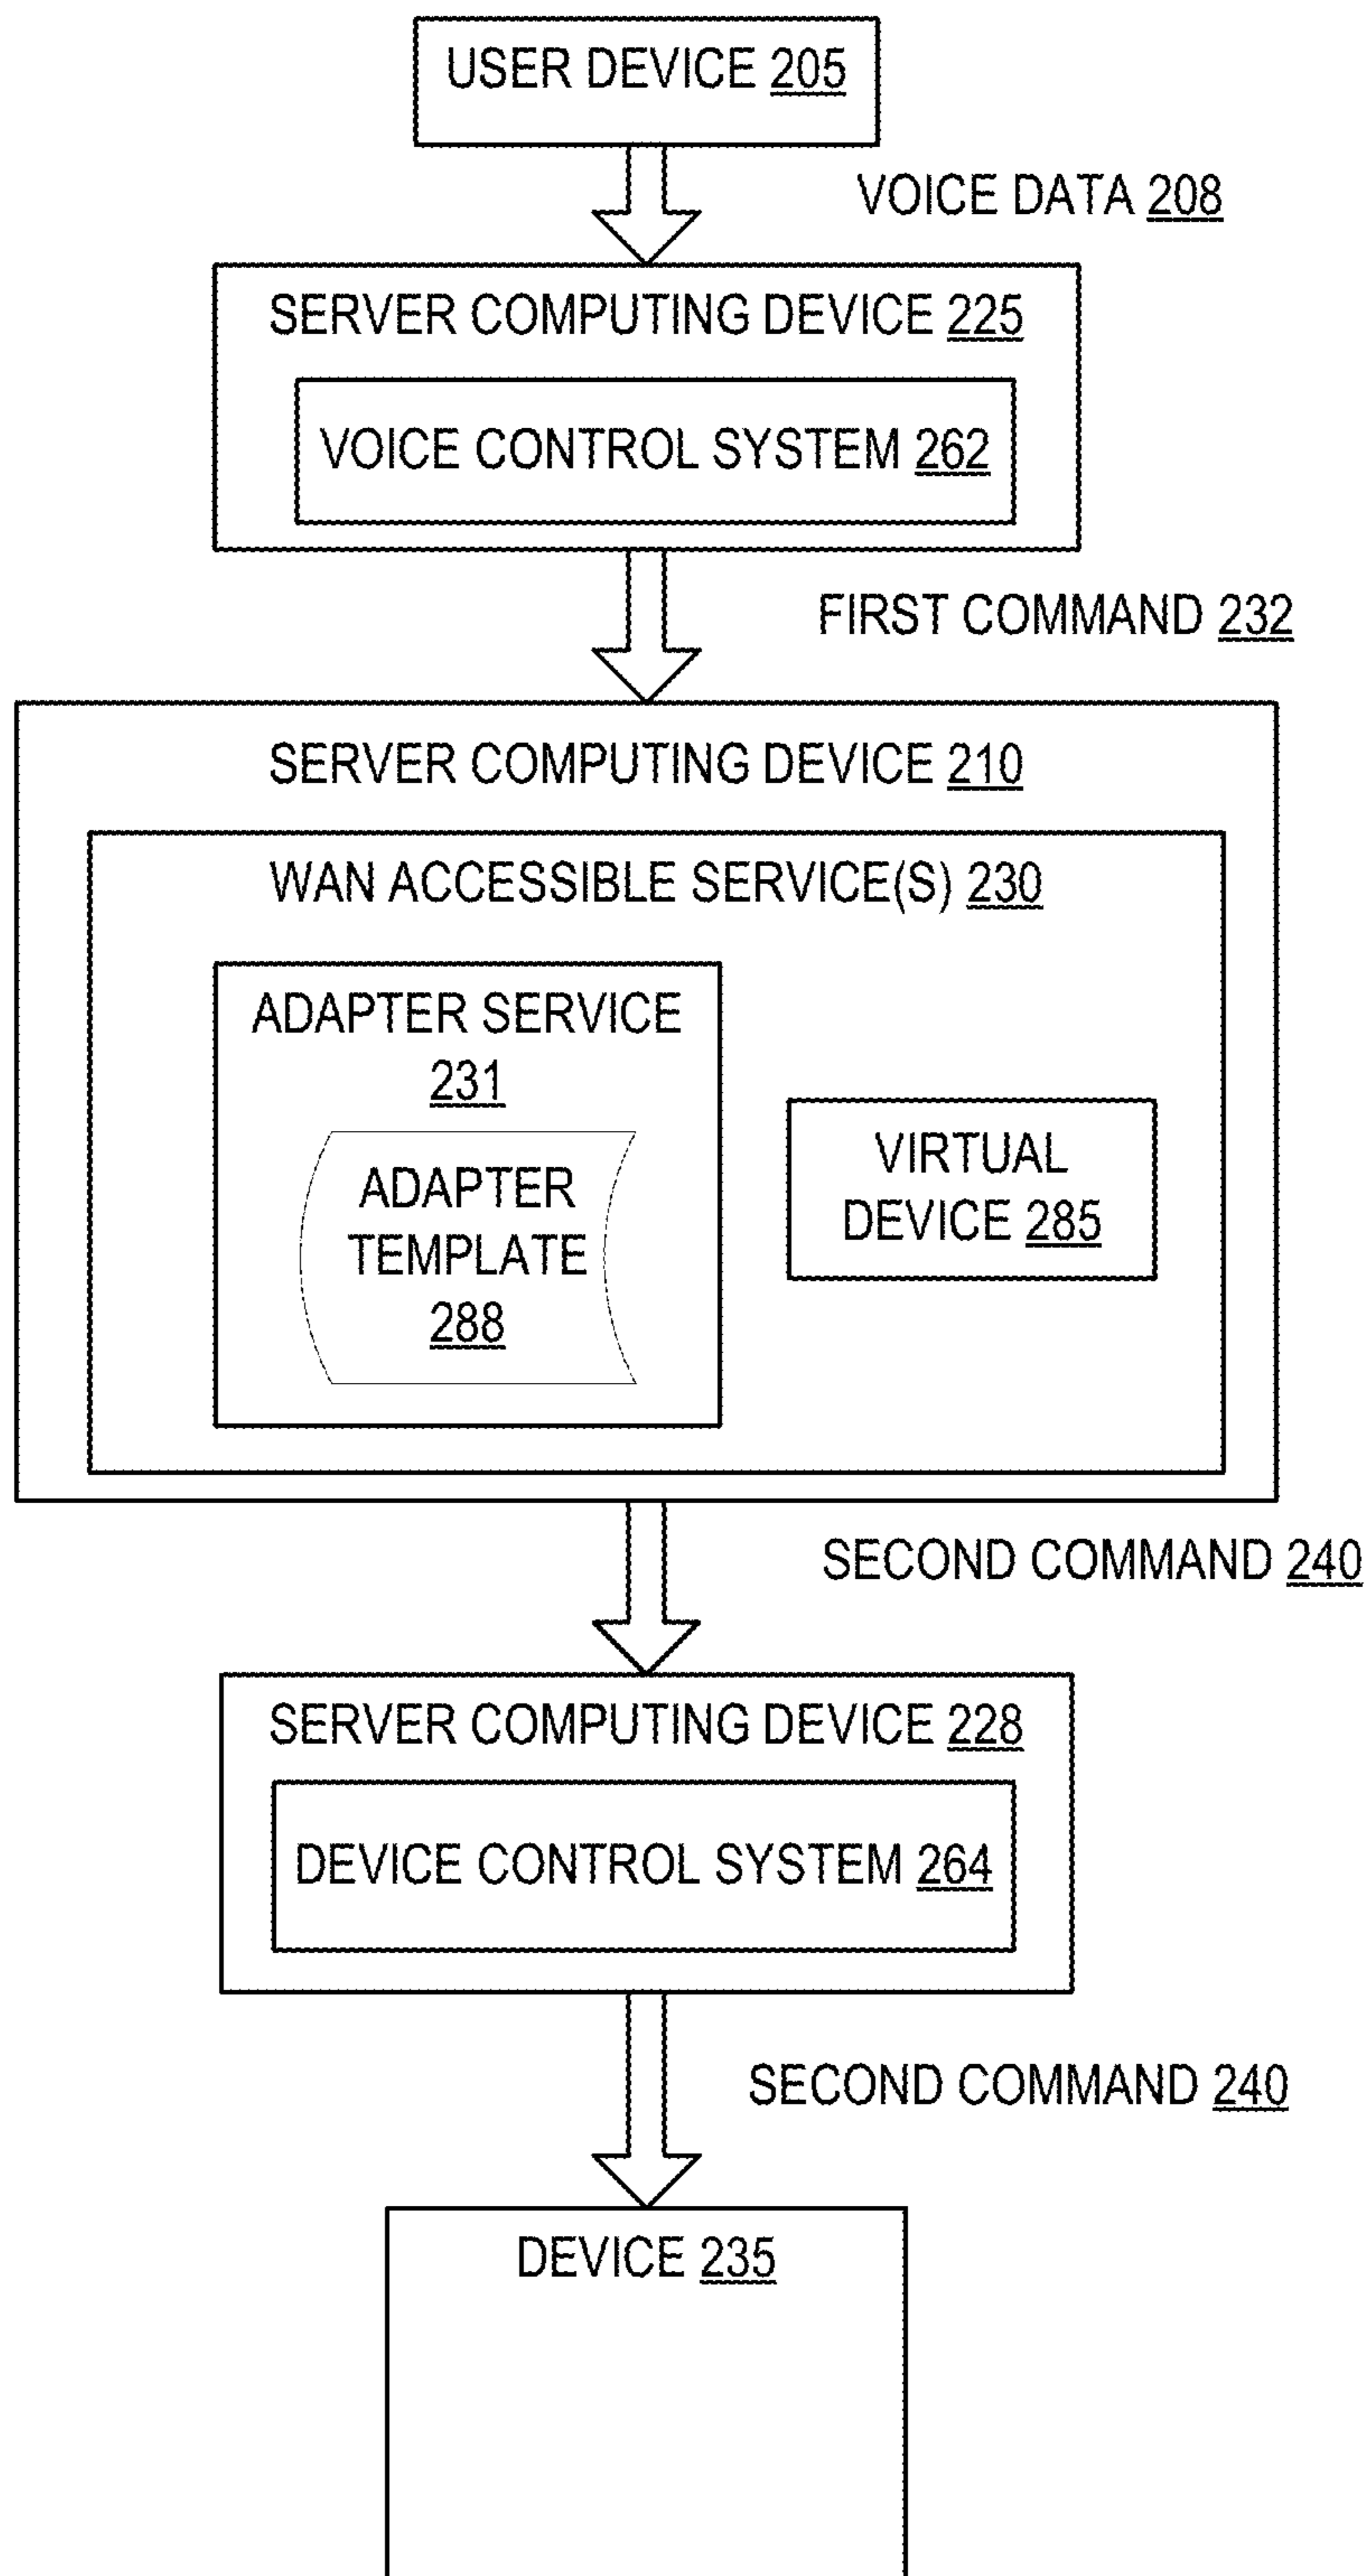 USER DEVICE 205
VOICE DATA 208
SERVER COMPUTING DEVICE 225
VOICE CONTROL SYSTEM 262
FIRST COMMAND 232
SERVER COMPUTING DEVICE 210
WAN ACCESSIBLE SERVICE(S) 230
ADAPTER SERVICE
231
ADAPTER
TEMPLATE
288
VIRTUAL
DEVICE 285
SECOND COMMAND 240
SERVER COMPUTING DEVICE 228
DEVICE CONTROL SYSTEM 264
SECOND COMMAND 240
DEVICE 235